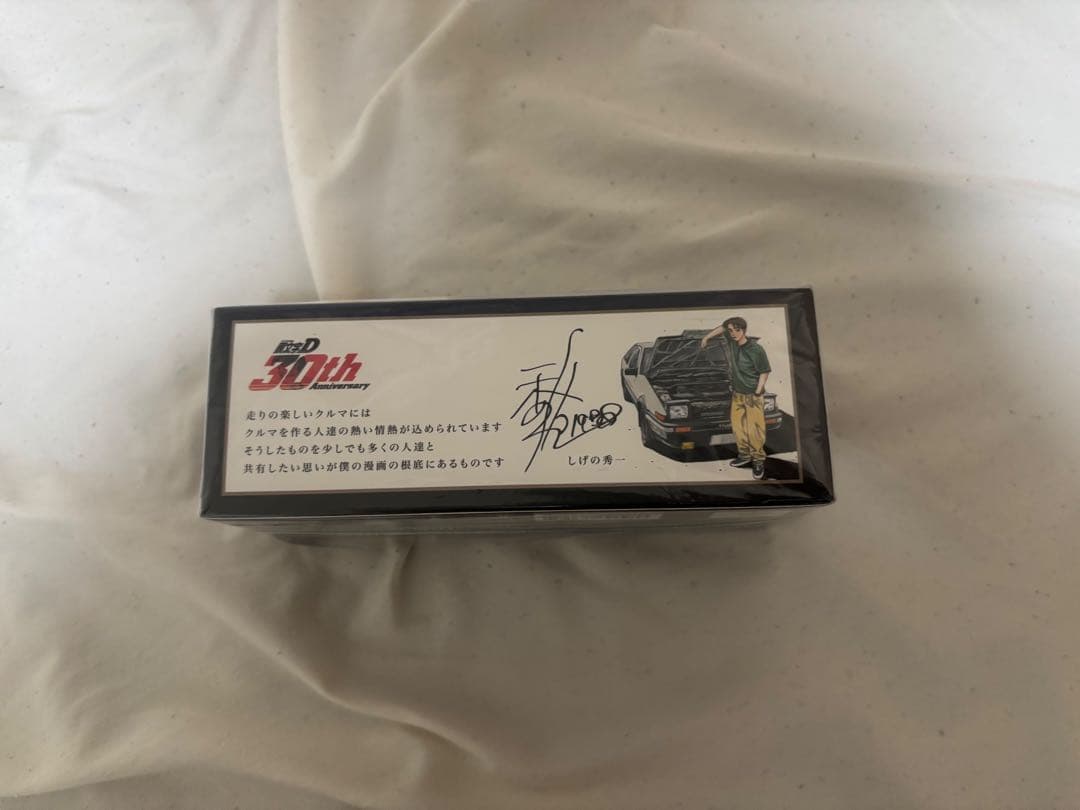 頭文字D
30th
Anniversary
走りの楽しいクルマには
クルマを作る人達の熱い情熱が込められています
そうしたものを少しでも多くの人達と
共有したい思いが僕の漫画の根底にあるものです
しげの秀一